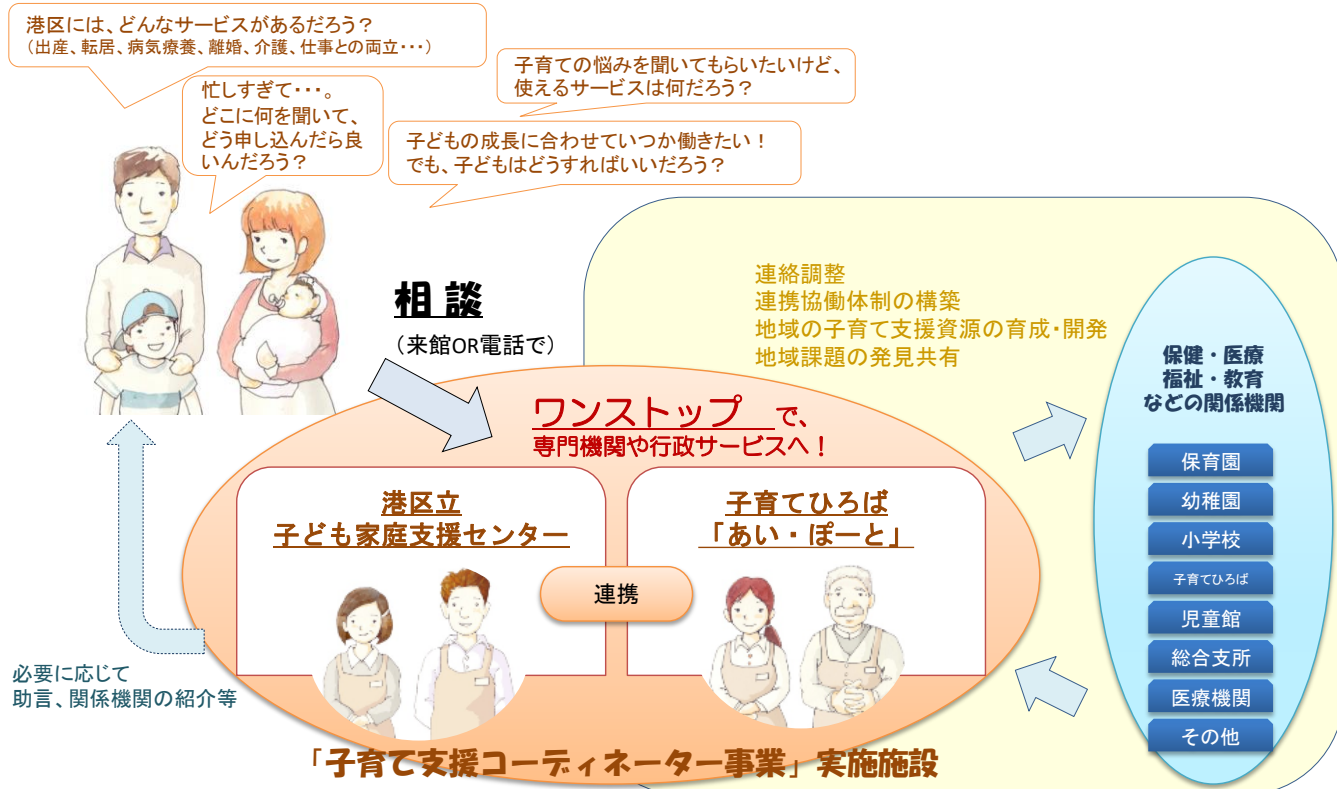 港区には、どんなサービスがあるだろう？
（出産、転居、病気療養、離婚、介護、仕事との両立・・・）
忙しすぎて・・・。
どこに何を聞いて、
どう申し込んだら良
いんだろう？
子育ての悩みを聞いてもらいたいけど、
使えるサービスは何だろう？
子どもの成長に合わせていつか働きたい！
でも、子どもはどうすればいいだろう？
相談
（来館OR電話で）
連絡調整
連携協働体制の構築
地域の子育て支援資源の育成・開発
地域課題の発見共有
ワンストップ で、
専門機関や行政サービスへ！
港区立
子ども家庭支援センター
連携
子育てひろば
「あい・ぽーと」
保健・医療
福祉・教育
などの関係機関
保育園
幼稚園
小学校
子育てひろば
児童館
総合支所
医療機関
その他
必要に応じて
助言、関係機関の紹介等
「子育て支援コーディネーター事業」実施施設